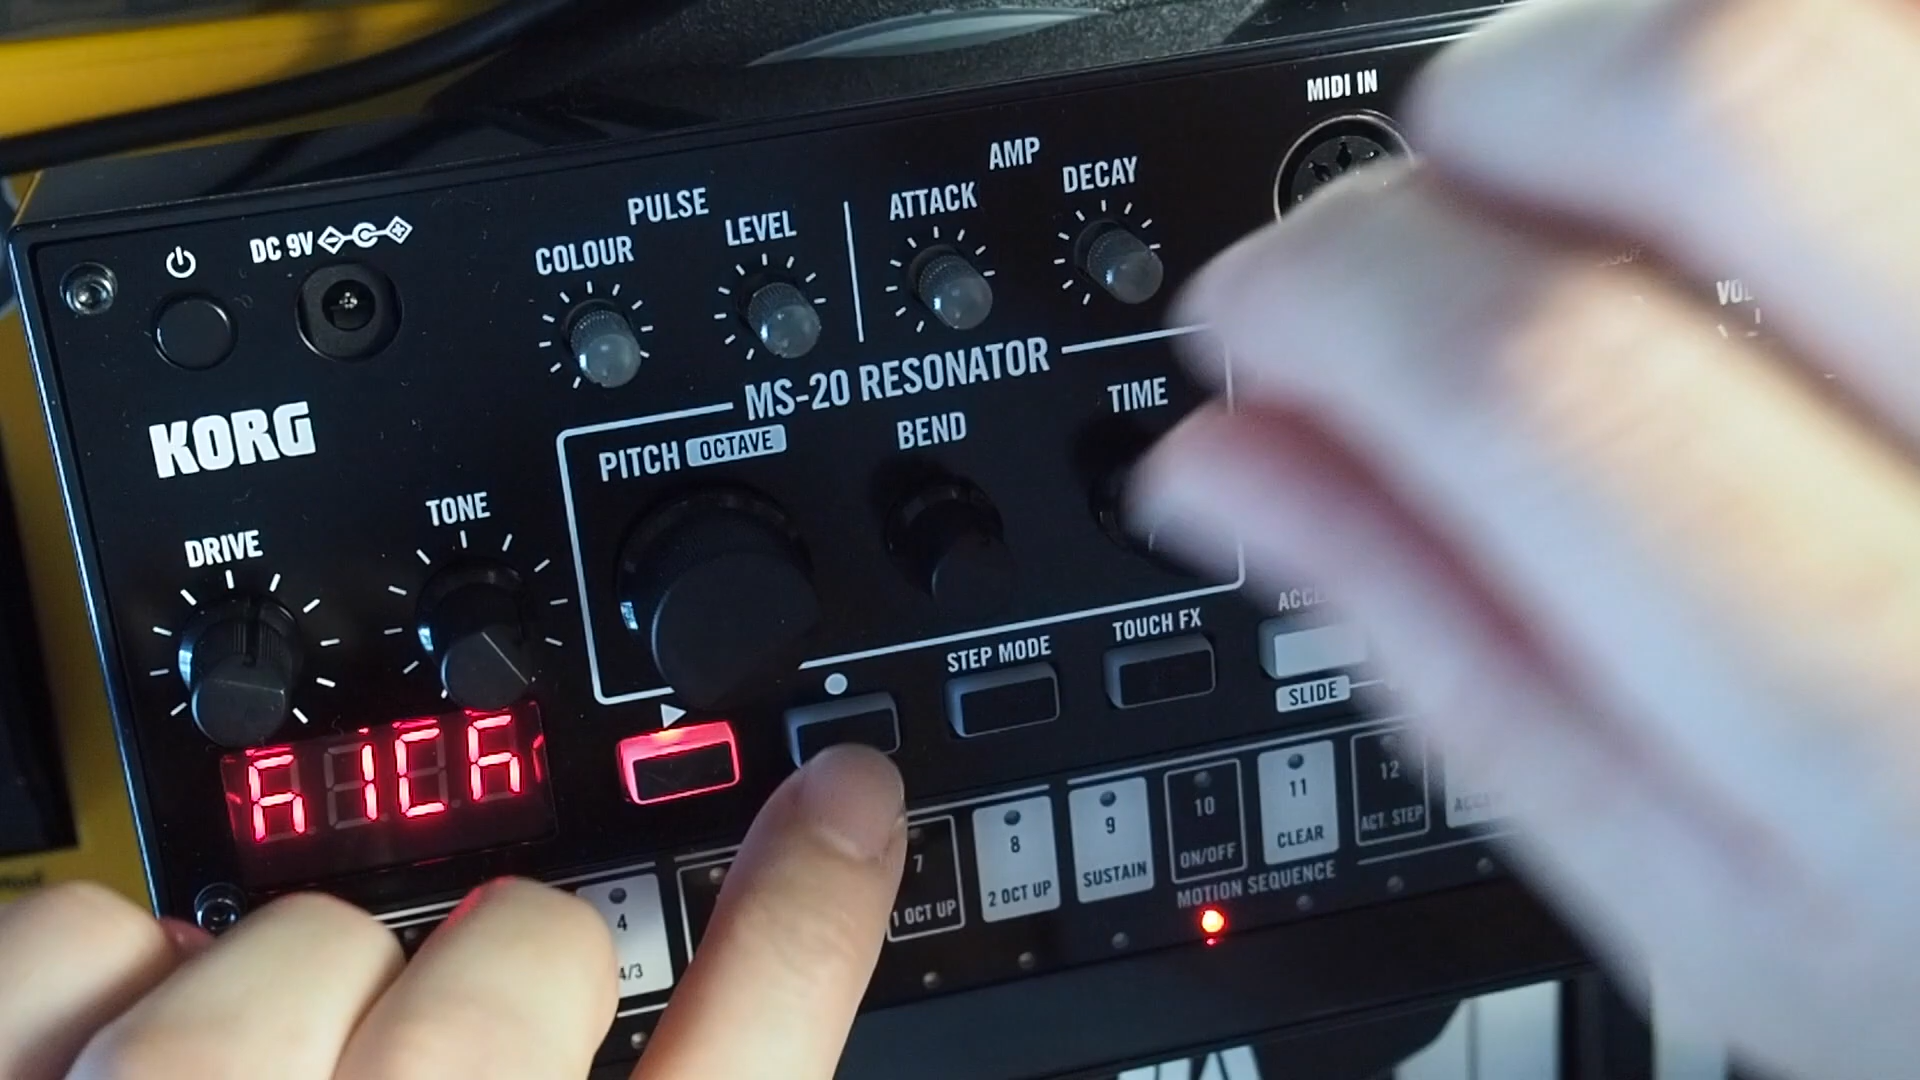 MIDI IN
AMP
PULSE
ATTACK
DECAY
COLOUR
LEVEL
DC 9V
MS-20 RESONATOR
KORG
PITCH OCTAVE
BEND
TIME
DRIVE
TONE
STEP MODE
TOUCH FX
SLIDE
4
4/3
7
1 OCT UP
8
2 OCT UP
9
SUSTAIN
10
ON/OFF
11
CLEAR
12
ACT. STEP
MOTION SEQUENCE